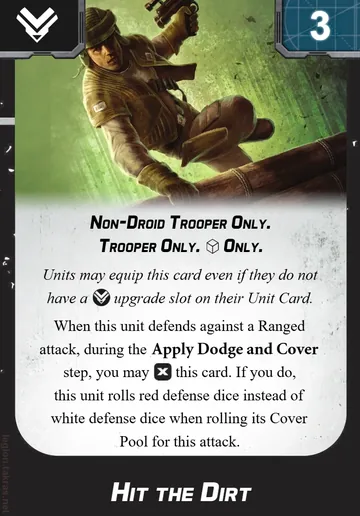 3
Non-Droid Trooper Only.
Trooper Only. Only.
Units may equip this card even if they do not
have a upgrade slot on their Unit Card.
When this unit defends against a Ranged
attack, during the Apply Dodge and Cover
step, you may this card. If you do,
this unit rolls red defense dice instead of
white defense dice when rolling its Cover
Pool for this attack.
Hit the Dirt